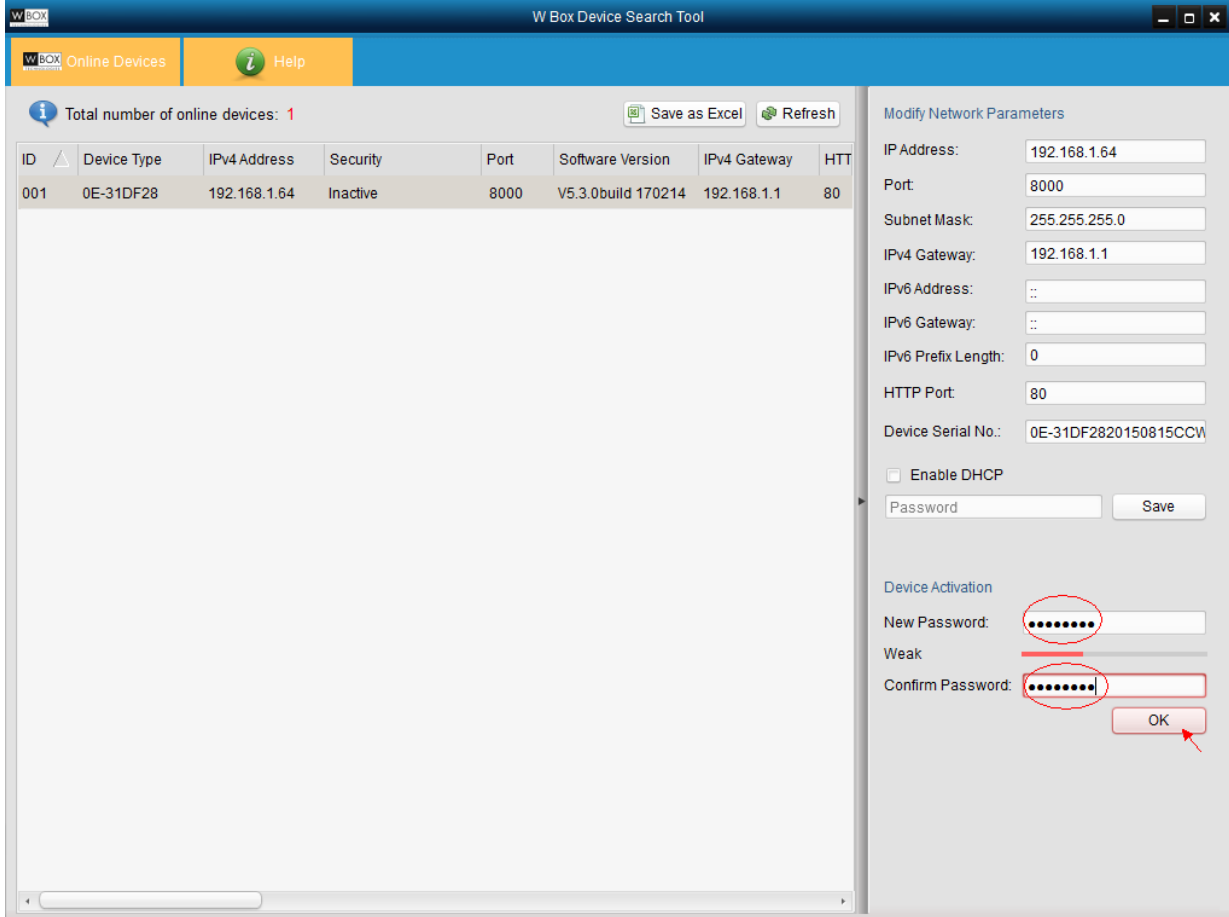 W BOX
W Box Device Search Tool
W BOX Online Devices
Help
Total number of online devices: 1
Save as Excel
Refresh
ID Device Type IPv4 Address Security Port Software Version IPv4 Gateway HTT
001 0E-31DF28 192.168.1.64 Inactive 8000 V5.3.0build 170214 192.168.1.1 80
Modify Network Parameters
IP Address: 192.168.1.64
Port: 8000
Subnet Mask: 255.255.255.0
IPv4 Gateway: 192.168.1.1
IPv6 Address: ::
IPv6 Gateway: ::
IPv6 Prefix Length: 0
HTTP Port: 80
Device Serial No.: 0E-31DF2820150815CCW
Enable DHCP
Password
Save
Device Activation
New Password: ●●●●●●●●
Weak
Confirm Password: ●●●●●●●●
OK